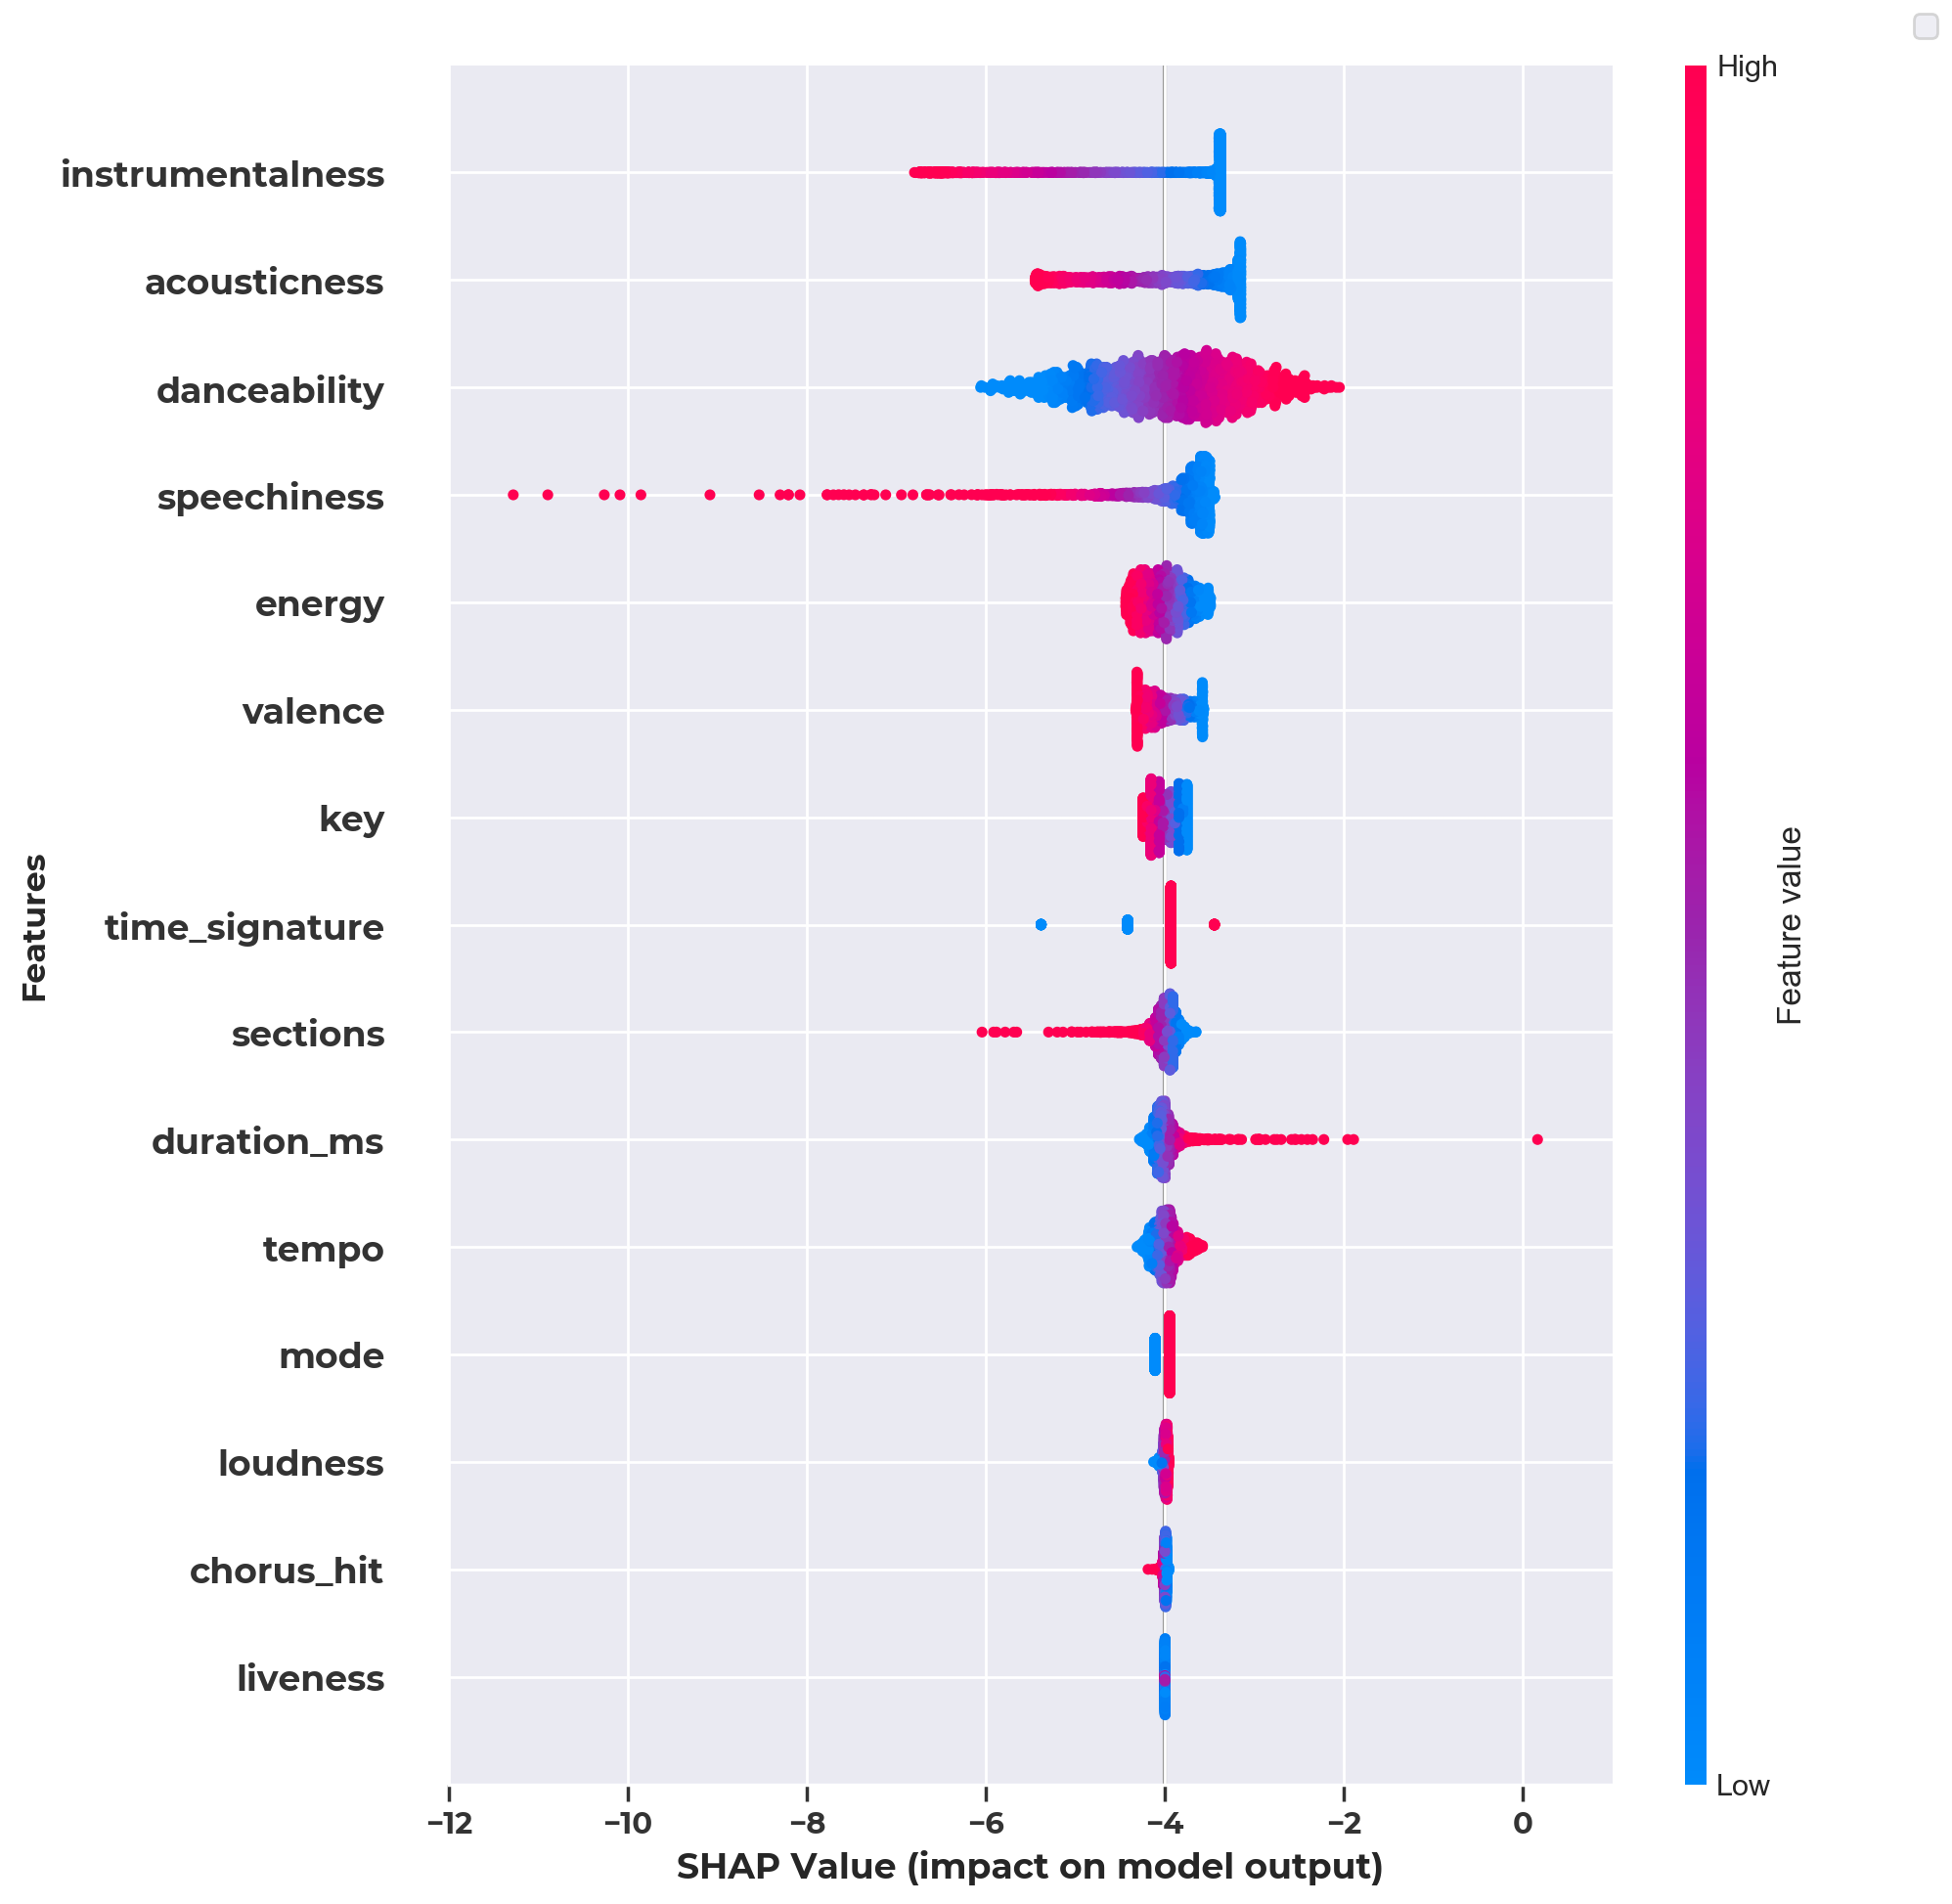 High
instrumentalness
acousticness
danceability
speechiness
energy
valence
key
time_signature
sections
duration_ms
tempo
mode
loudness
chorus_hit
liveness
Features
Feature value
Low
−12 −10 −8 −6 −4 −2 0
SHAP Value (impact on model output)